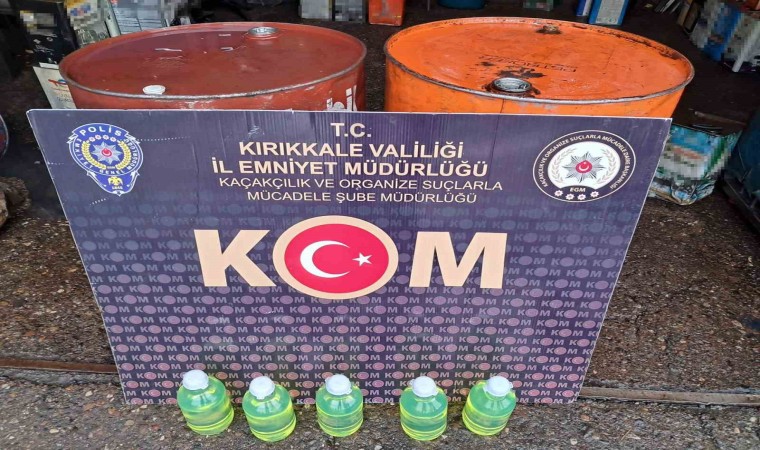 T.C.
KIRIKKALE VALİLİĞİ
İL EMNİYET MÜDÜRLÜĞÜ
KAÇAKÇILIK VE ORGANİZE SUÇLARLA
MÜCADELE ŞUBE MÜDÜRLÜĞÜ
POLİS
EGM
KOM